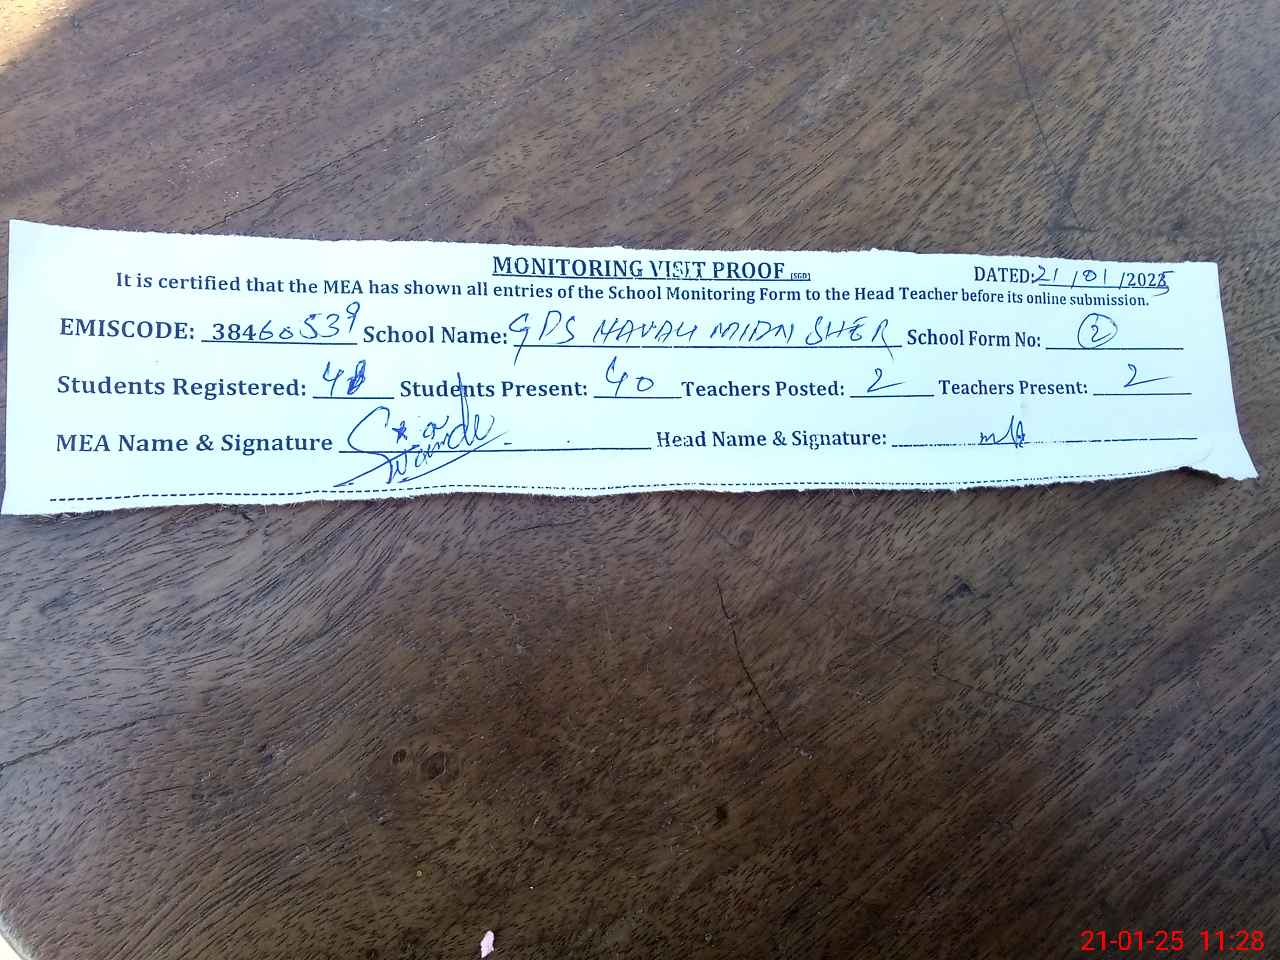 MONITORING VISIT PROOF (SGD)
DATED: 21/01/2025
It is certified that the MEA has shown all entries of the School Monitoring Form to the Head Teacher before its online submission.
EMISCODE: 38460539 School Name: GPS NAVALI MIAN SHER School Form No: 2
Students Registered: Students Present: 40 Teachers Posted: 2 Teachers Present: 2
MEA Name & Signature Head Name & Signature:
21-01-25 11:28